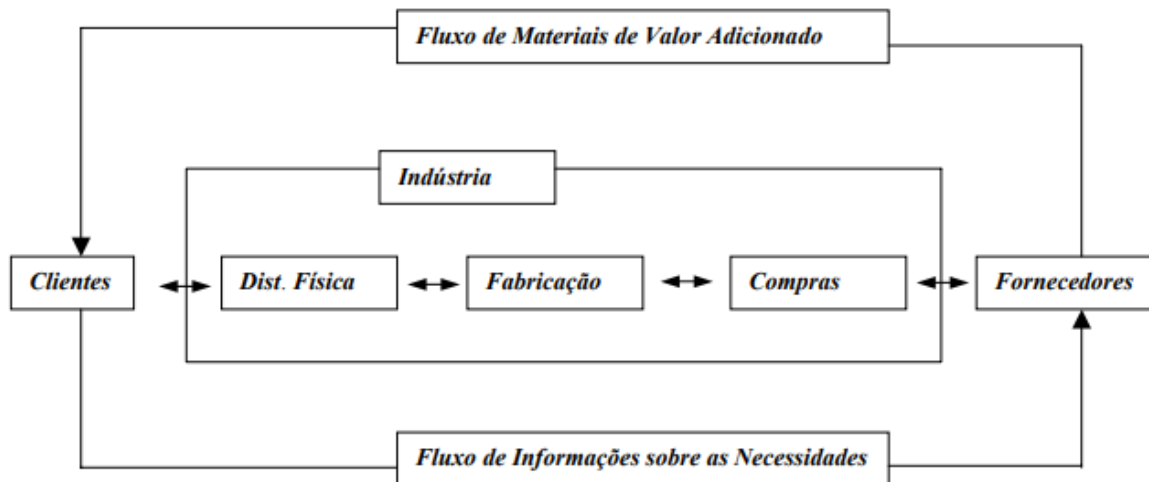 Fluxo de Materiais de Valor Adicionado
Indústria
Clientes
Dist. Física
Fabricação
Compras
Fornecedores
Fluxo de Informações sobre as Necessidades